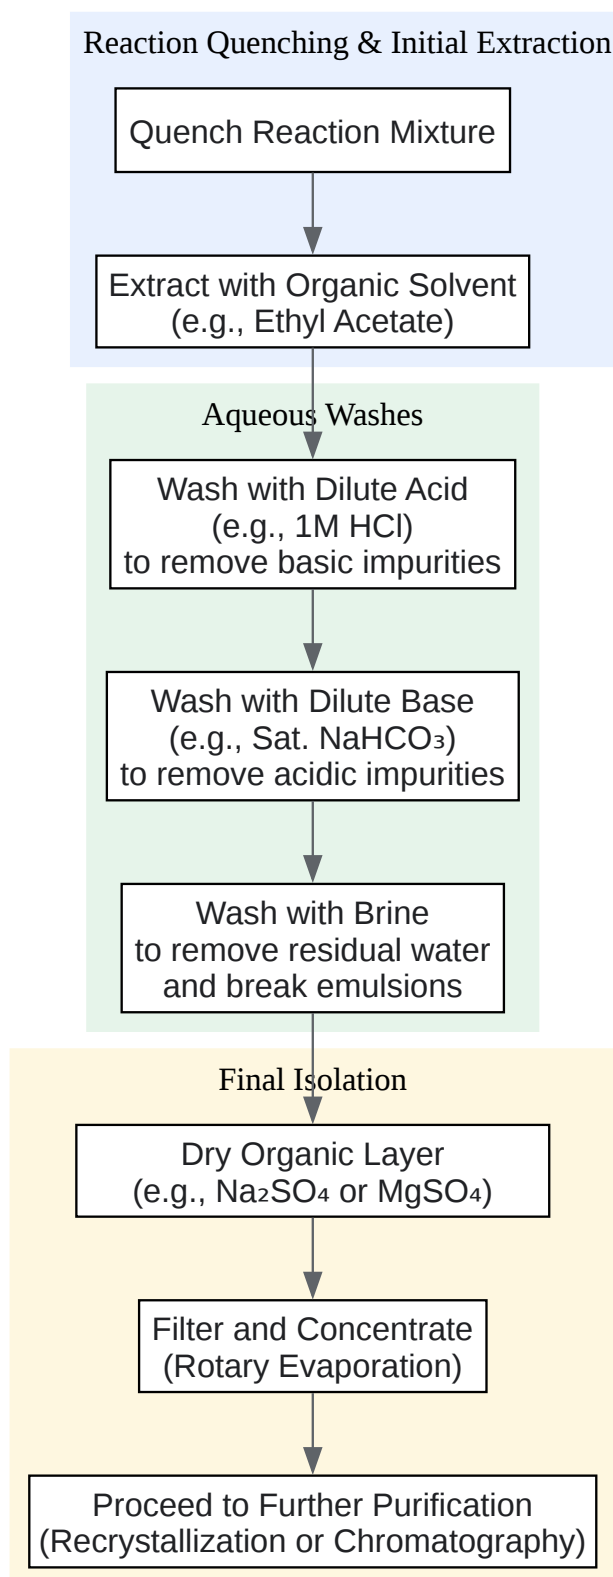 Reaction Quenching & Initial Extraction
Quench Reaction Mixture
Extract with Organic Solvent
(e.g., Ethyl Acetate)
Aqueous Washes
Wash with Dilute Acid
(e.g., 1M HCl)
to remove basic impurities
Wash with Dilute Base
(e.g., Sat. NaHCO₃)
to remove acidic impurities
Wash with Brine
to remove residual water
and break emulsions
Final Isolation
Dry Organic Layer
(e.g., Na₂SO₄ or MgSO₄)
Filter and Concentrate
(Rotary Evaporation)
Proceed to Further Purification
(Recrystallization or Chromatography)